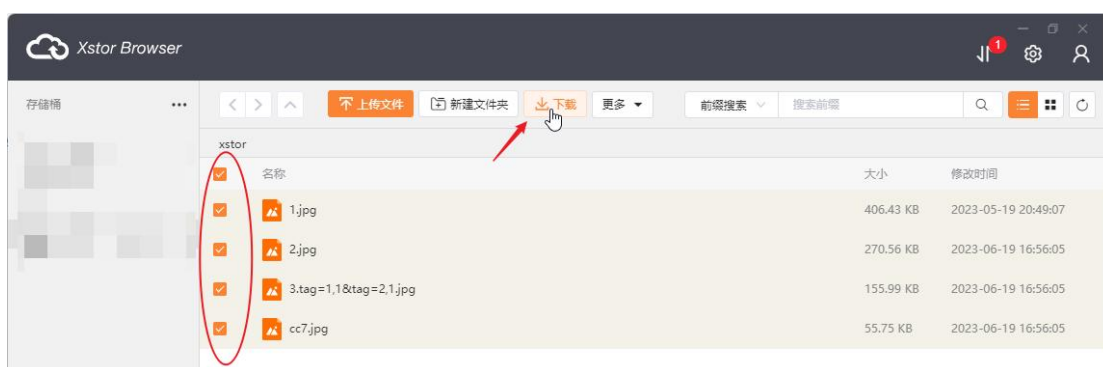 Xstor Browser
1
存储桶 ••• 上传文件 新建文件夹 下载 更多 前缀搜索 搜索前缀
xstor
名称 大小 修改时间
1.jpg 406.43 KB 2023-05-19 20:49:07
2.jpg 270.56 KB 2023-06-19 16:56:05
3.tag=1,1&tag=2,1.jpg 155.99 KB 2023-06-19 16:56:05
cc7.jpg 55.75 KB 2023-06-19 16:56:05